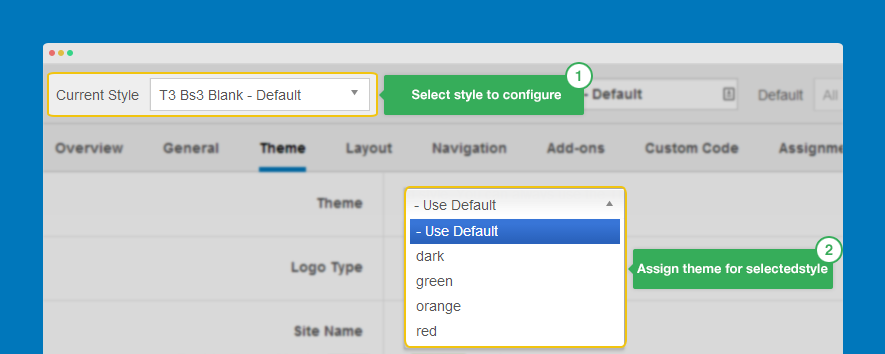 Current Style
T3 Bs3 Blank - Default
Select style to configure
1
- Default
Default
All
Overview
General
Theme
Layout
Navigation
Add-ons
Custom Code
Assignme
Theme
- Use Default
- Use Default
dark
green
orange
red
2
Assign theme for selectedstyle
Logo Type
Site Name